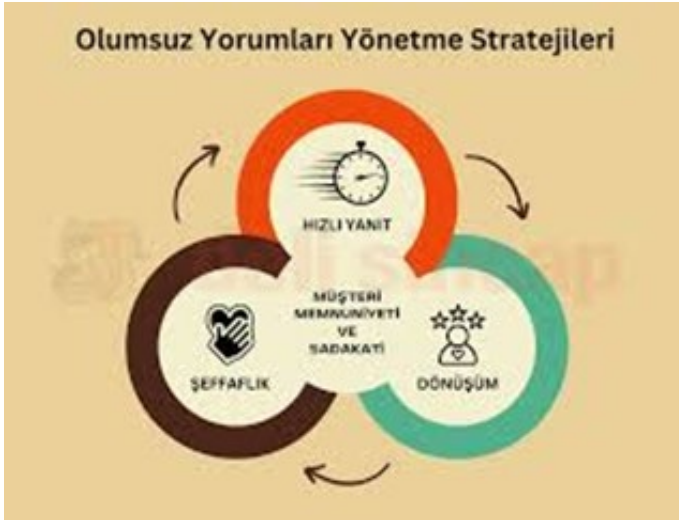 Olumsuz Yorumları Yönetme Stratejileri
HIZLI YANIT
MÜŞTERİ
MEMNUNİYETİ
VE
SADAKATİ
ŞEFFAFLIK
DÖNÜŞÜM